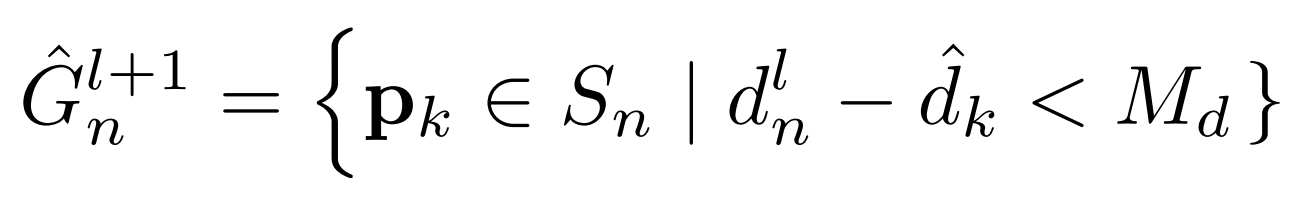 \hat{G}_n^{l+1} = \left\{ \mathbf{p}_k \in S_n \mid d_n^l - \hat{d}_k < M_d \right\}